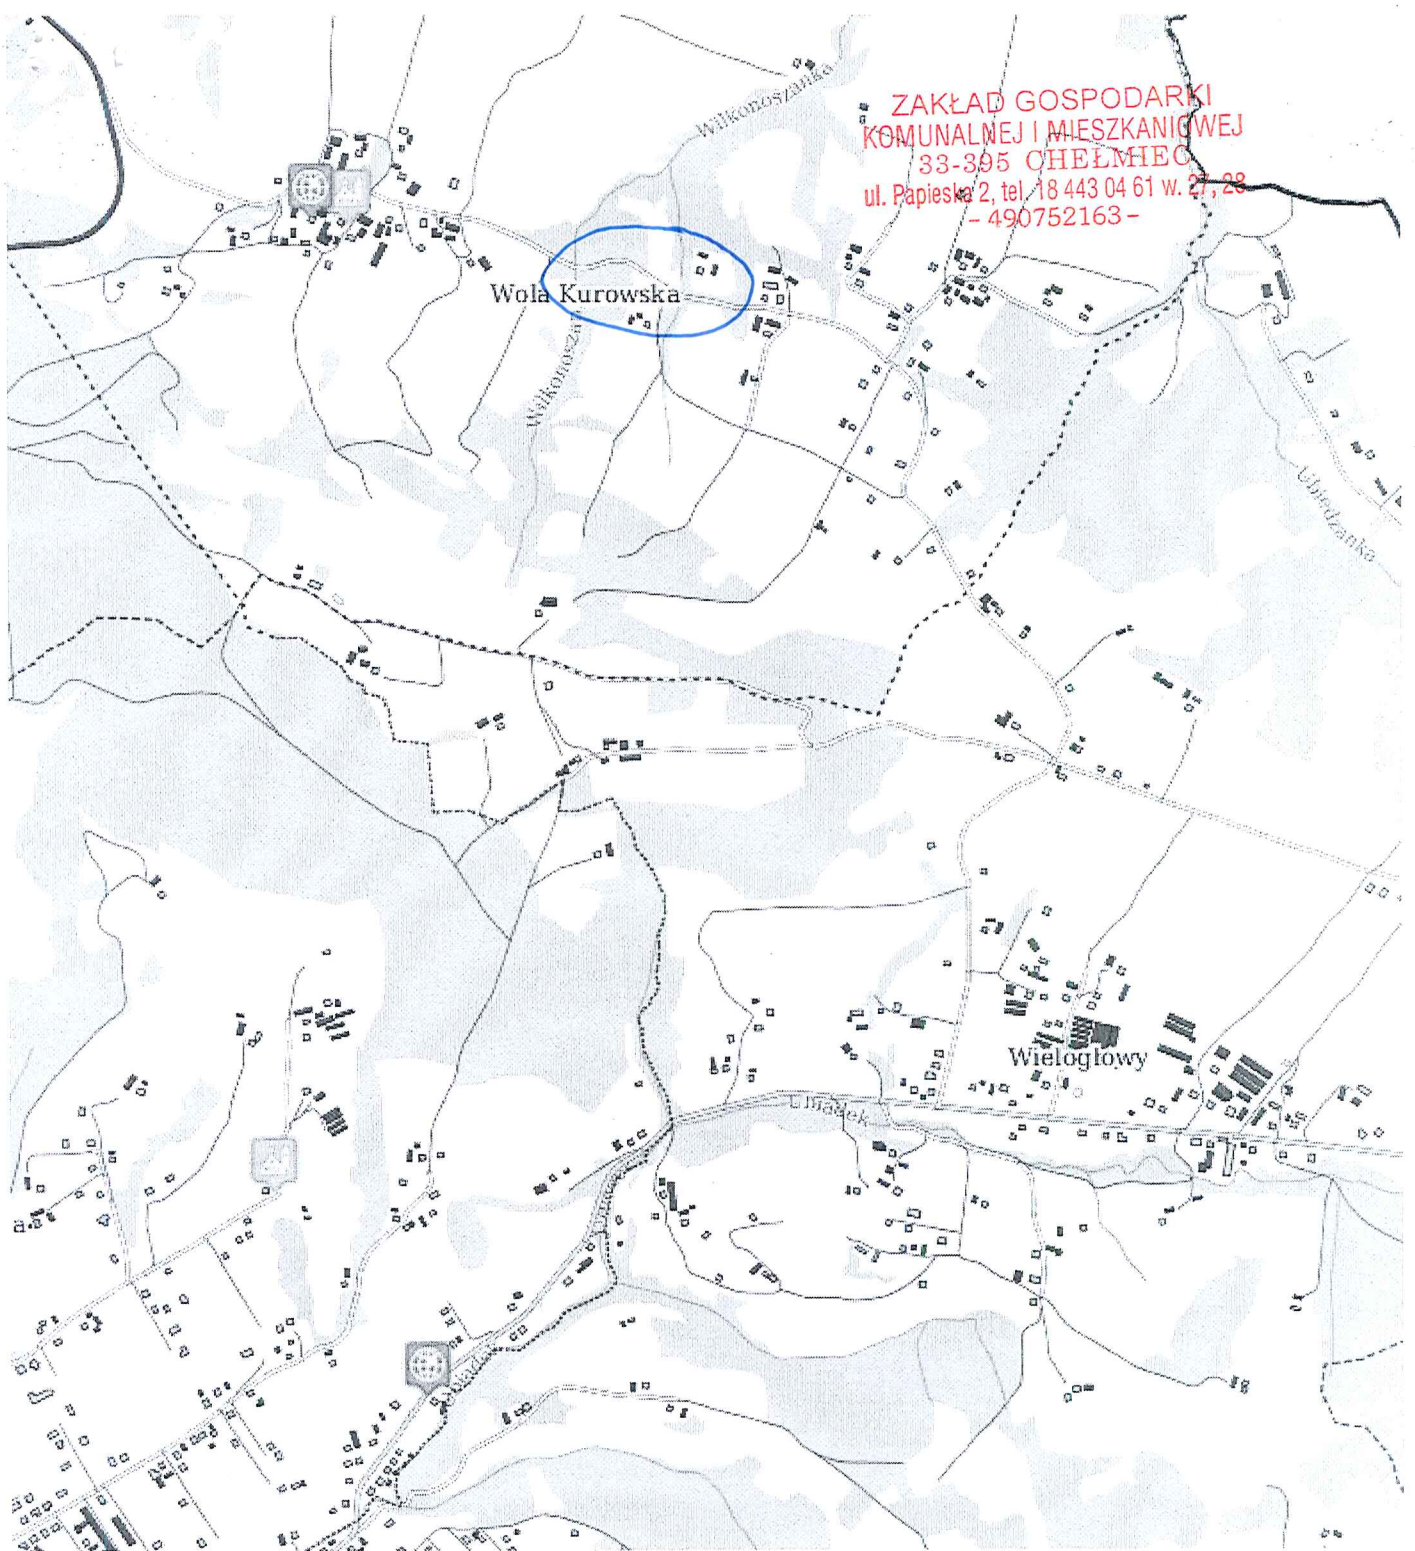 Wilkonoszanka
ZAKŁAD GOSPODARKI
KOMUNALNEJ I MIESZKANIOWEJ
33-395 CHEŁMIEC
ul. Papieska 2, tel. 18 443 04 61 w. 27, 28
- 490752163 -
Wola Kurowska
Ubiedzanka
Wielogłowy
Ubiadek